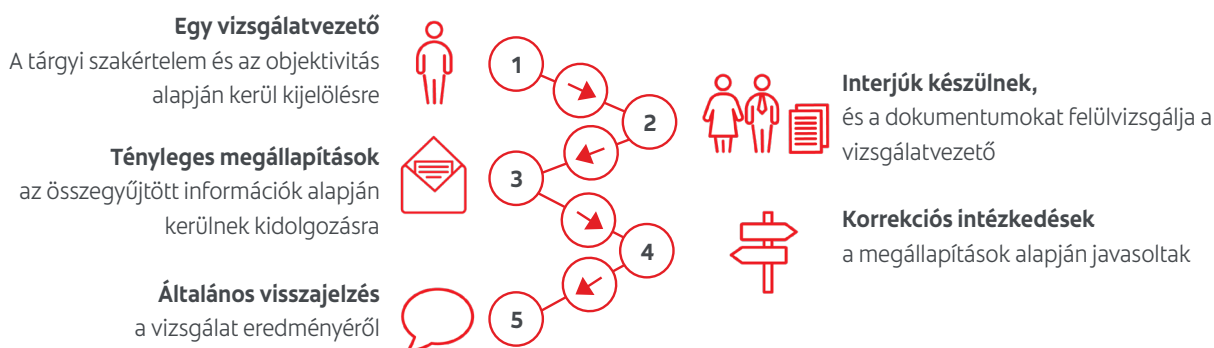 Egy vizsgálatvezető
A tárgyi szakértelem és az objektivitás
alapján kerül kijelölésre
1
2
Interjúk készülnek,
és a dokumentumokat felülvizsgálja a
vizsgálatvezető
Tényleges megállapítások
az összegyűjtött információk alapján
kerülnek kidolgozásra
3
4
Korrekciós intézkedések
a megállapítások alapján javasoltak
Általános visszajelzés
a vizsgálat eredményéről
5